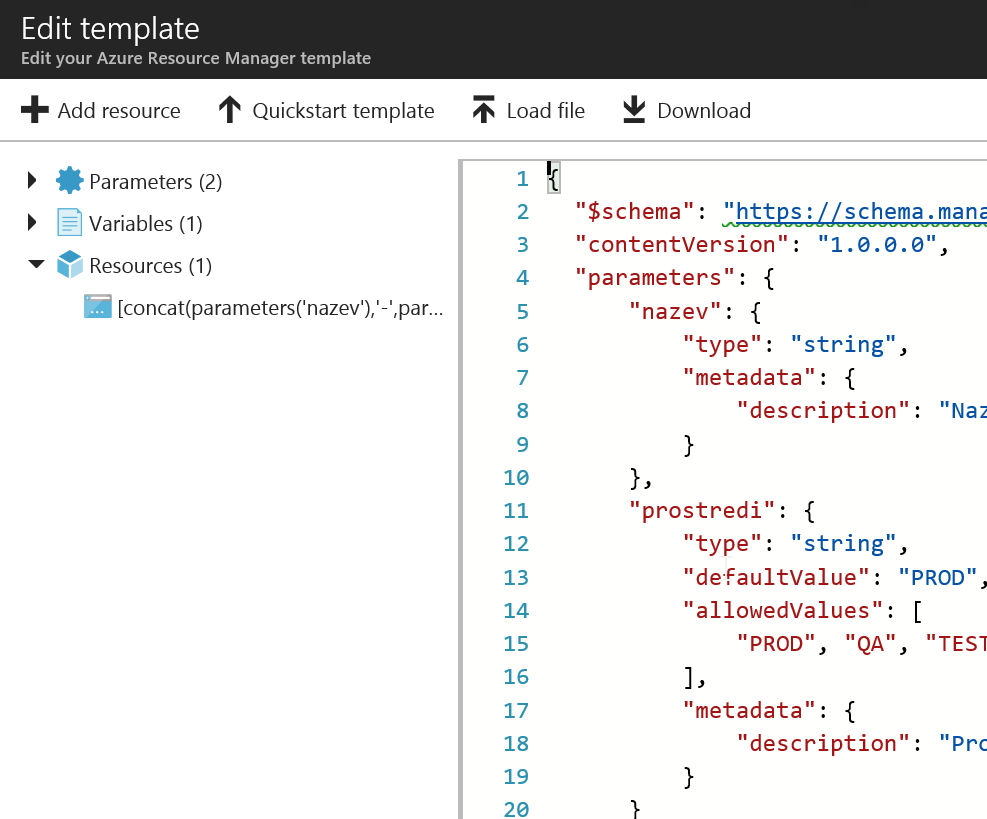 Edit template
Edit your Azure Resource Manager template
Add resource Quickstart template Load file Download
Parameters (2)
Variables (1)
Resources (1)
[concat(parameters('nazev'),'-',par...
1 {
2 "$schema": "https://schema.mana
3 "contentVersion": "1.0.0.0",
4 "parameters": {
5 "nazev": {
6 "type": "string",
7 "metadata": {
8 "description": "Naz
9 }
10 },
11 "prostredi": {
12 "type": "string",
13 "defaultValue": "PROD",
14 "allowedValues": [
15 "PROD", "QA", "TEST
16 ],
17 "metadata": {
18 "description": "Pro
19 }
20 }